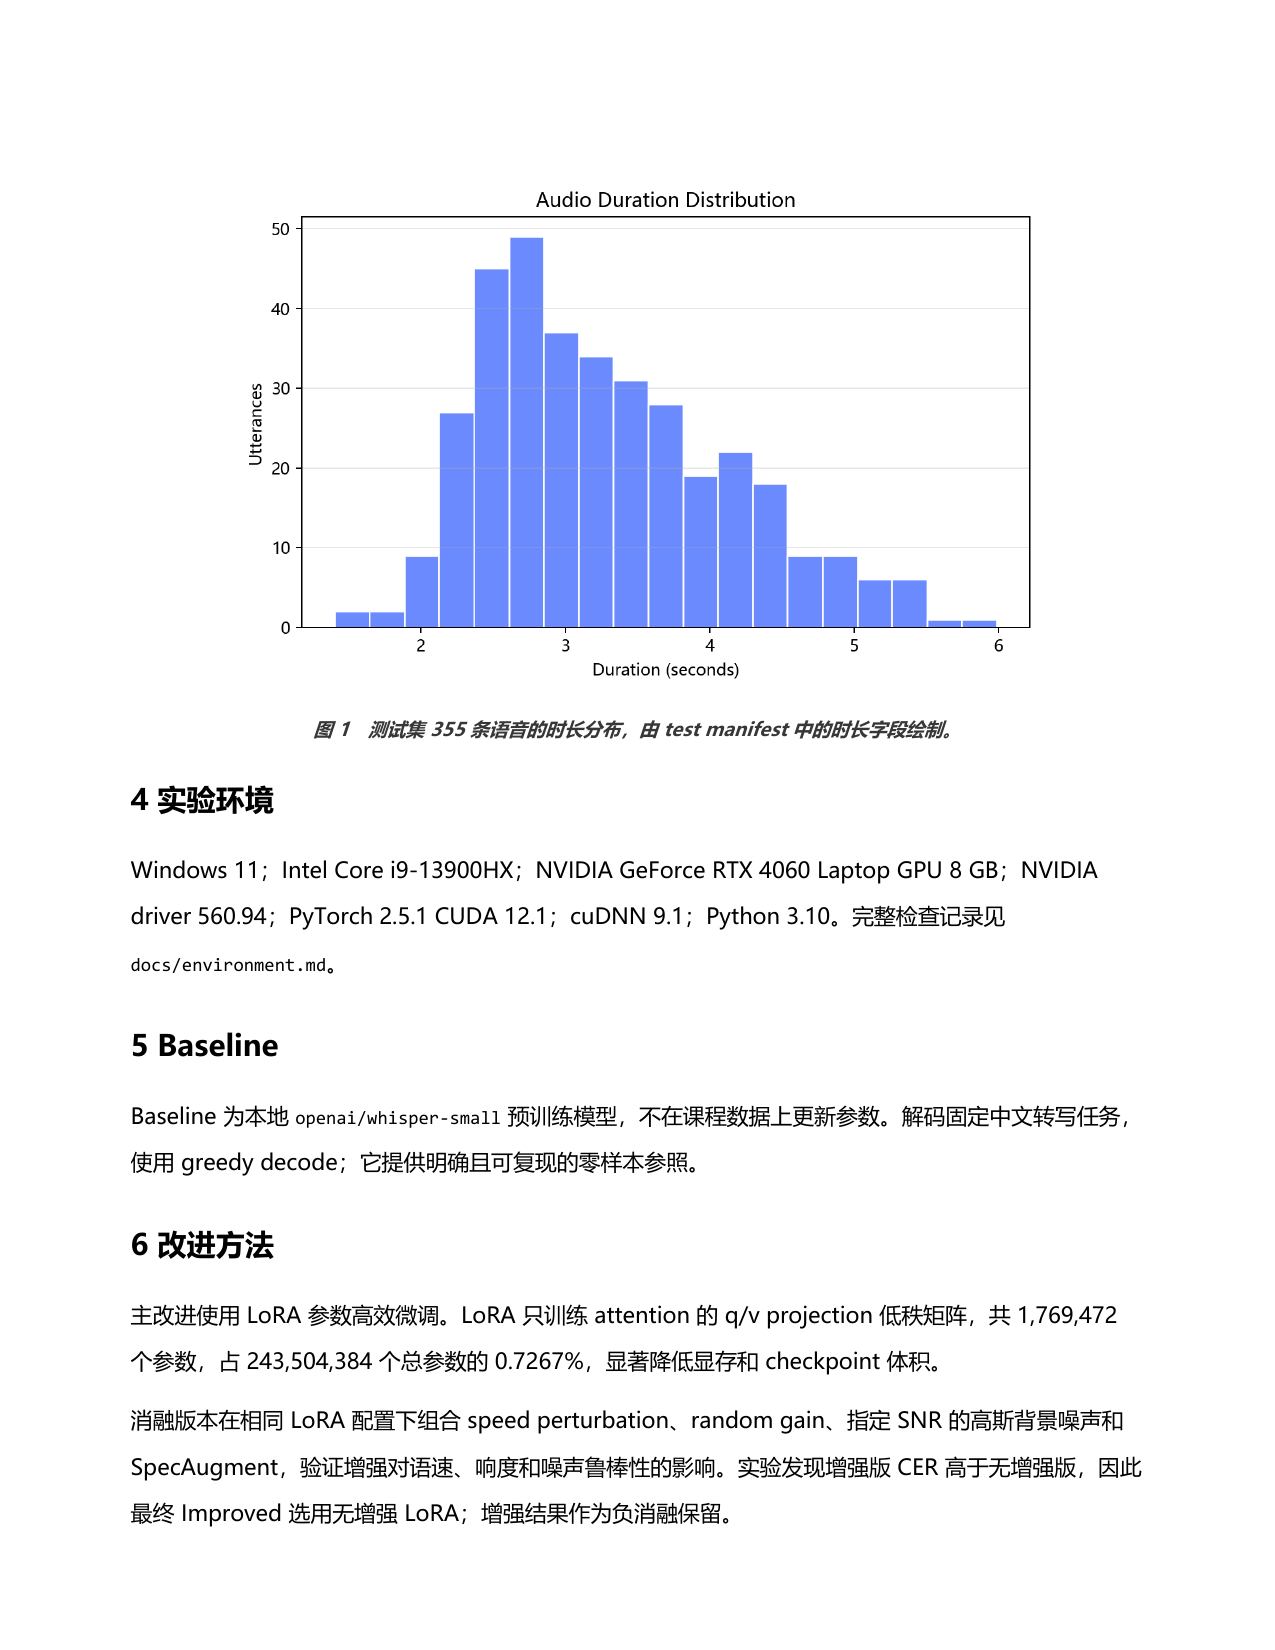 Audio Duration Distribution
50
40
30
20
10
0
Utterances
2 3 4 5 6
Duration (seconds)
图 1 测试集 355 条语音的时长分布，由 test manifest 中的时长字段绘制。
4 实验环境
Windows 11；Intel Core i9-13900HX；NVIDIA GeForce RTX 4060 Laptop GPU 8 GB；NVIDIA
driver 560.94；PyTorch 2.5.1 CUDA 12.1；cuDNN 9.1；Python 3.10。完整检查记录见
docs/environment.md。
5 Baseline
Baseline 为本地 openai/whisper-small 预训练模型，不在课程数据上更新参数。解码固定中文转写任务，
使用 greedy decode；它提供明确且可复现的零样本参照。
6 改进方法
主改进使用 LoRA 参数高效微调。LoRA 只训练 attention 的 q/v projection 低秩矩阵，共 1,769,472
个参数，占 243,504,384 个总参数的 0.7267%，显著降低显存和 checkpoint 体积。
消融版本在相同 LoRA 配置下组合 speed perturbation、random gain、指定 SNR 的高斯背景噪声和
SpecAugment，验证增强对语速、响度和噪声鲁棒性的影响。实验发现增强版 CER 高于无增强版，因此
最终 Improved 选用无增强 LoRA；增强结果作为负消融保留。